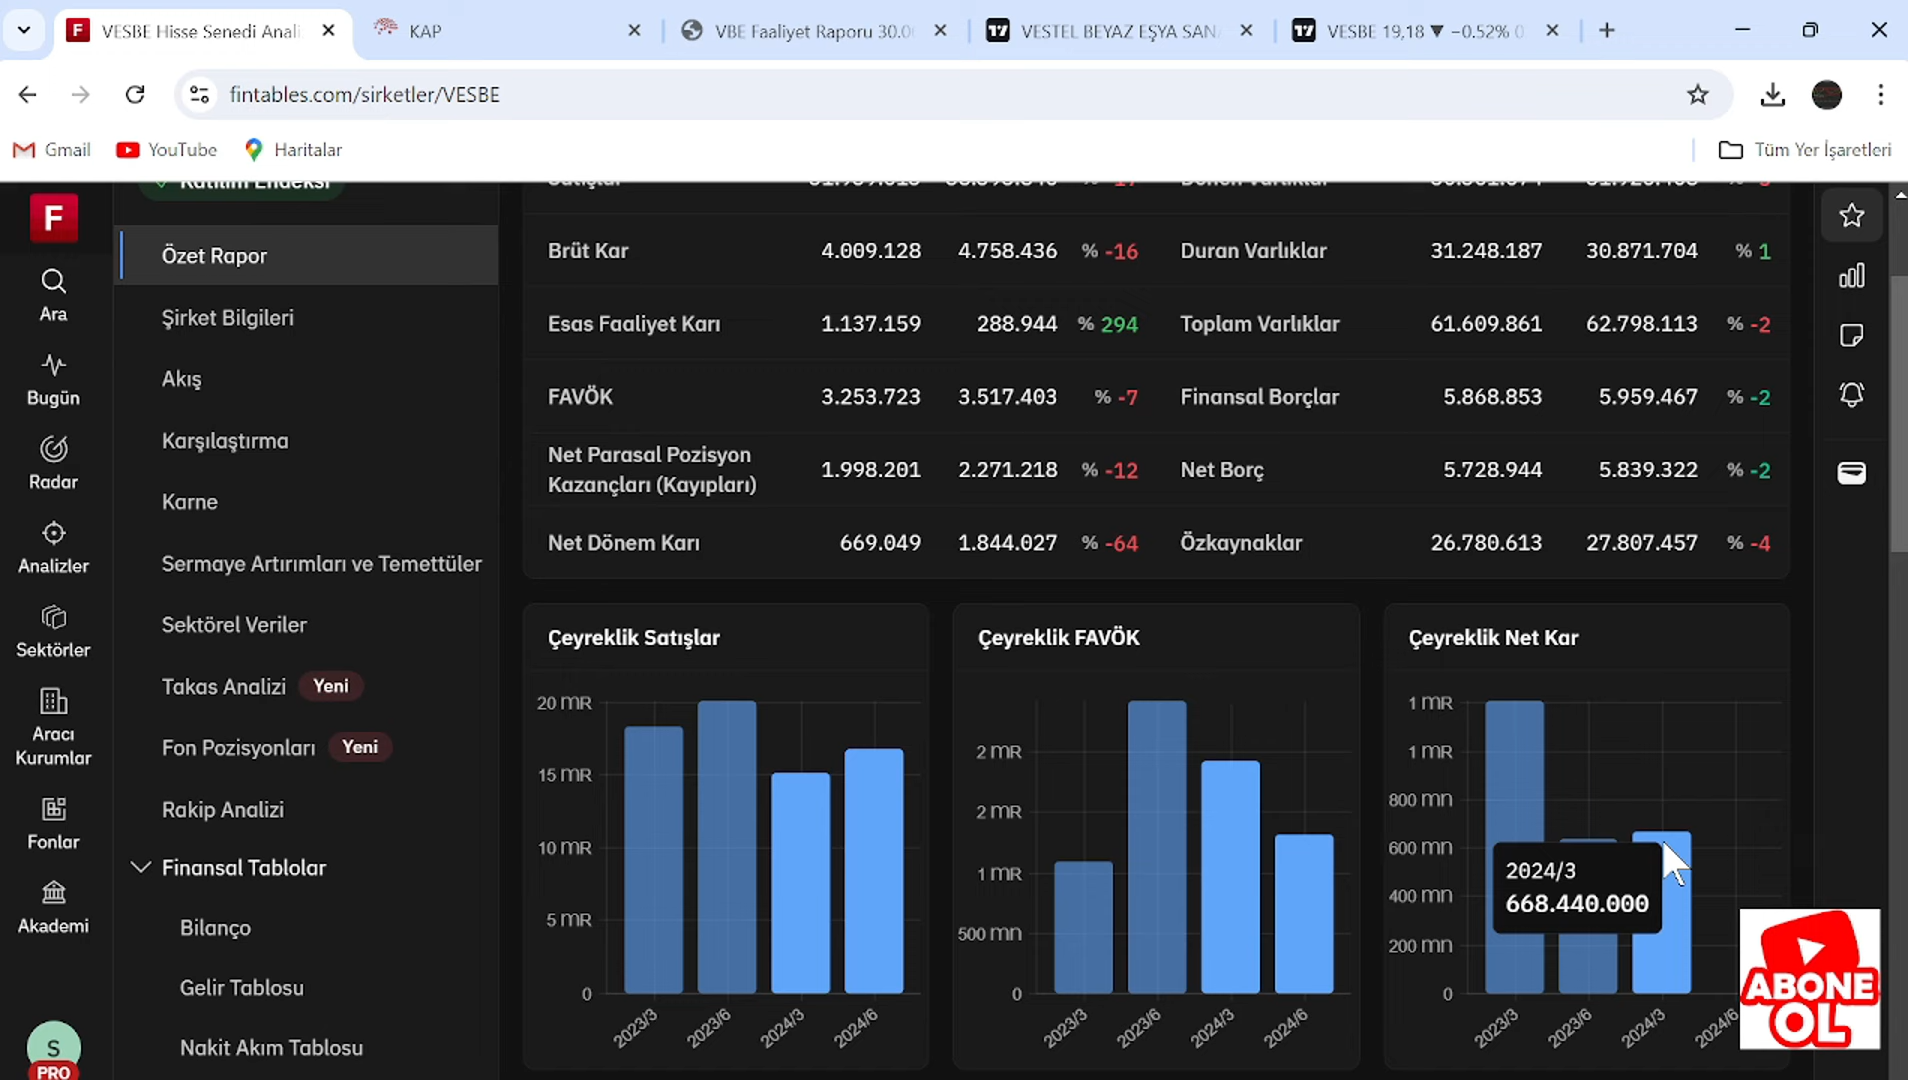 VESBE Hisse Senedi Anali
KAP
VBE Faaliyet Raporu 30.0
VESTEL BEYAZ EŞYA SAN
VESBE 19,18 ▼ −0.52%
fintables.com/sirketler/VESBE
Gmail
YouTube
Haritalar
Tüm Yer İşaretleri
F
Ara
Bugün
Radar
Analizler
Sektörler
Aracı
Kurumlar
Fonlar
Akademi
S
PRO
Katılım Endeksi
Özet Rapor
Şirket Bilgileri
Akış
Karşılaştırma
Karne
Sermaye Artırımları ve Temettüler
Sektörel Veriler
Takas Analizi Yeni
Fon Pozisyonları Yeni
Rakip Analizi
Finansal Tablolar
Bilanço
Gelir Tablosu
Nakit Akım Tablosu
Satışlar
Dönen Varlıklar
Brüt Kar 4.009.128 4.758.436 % -16 Duran Varlıklar 31.248.187 30.871.704 % 1
Esas Faaliyet Karı 1.137.159 288.944 % 294 Toplam Varlıklar 61.609.861 62.798.113 % -2
FAVÖK 3.253.723 3.517.403 % -7 Finansal Borçlar 5.868.853 5.959.467 % -2
Net Parasal Pozisyon
Kazançları (Kayıpları) 1.998.201 2.271.218 % -12 Net Borç 5.728.944 5.839.322 % -2
Net Dönem Karı 669.049 1.844.027 % -64 Özkaynaklar 26.780.613 27.807.457 % -4
Çeyreklik Satışlar
20 mr
15 mr
10 mr
5 mr
0
2023/3 2023/6 2024/3 2024/6
Çeyreklik FAVÖK
2 mr
2 mr
1 mr
500 mn
0
2023/3 2023/6 2024/3 2024/6
Çeyreklik Net Kar
1 mr
1 mr
800 mn
600 mn
400 mn
200 mn
0
2023/3 2023/6 2024/3 2024/6
2024/3
668.440.000
ABONE
OL